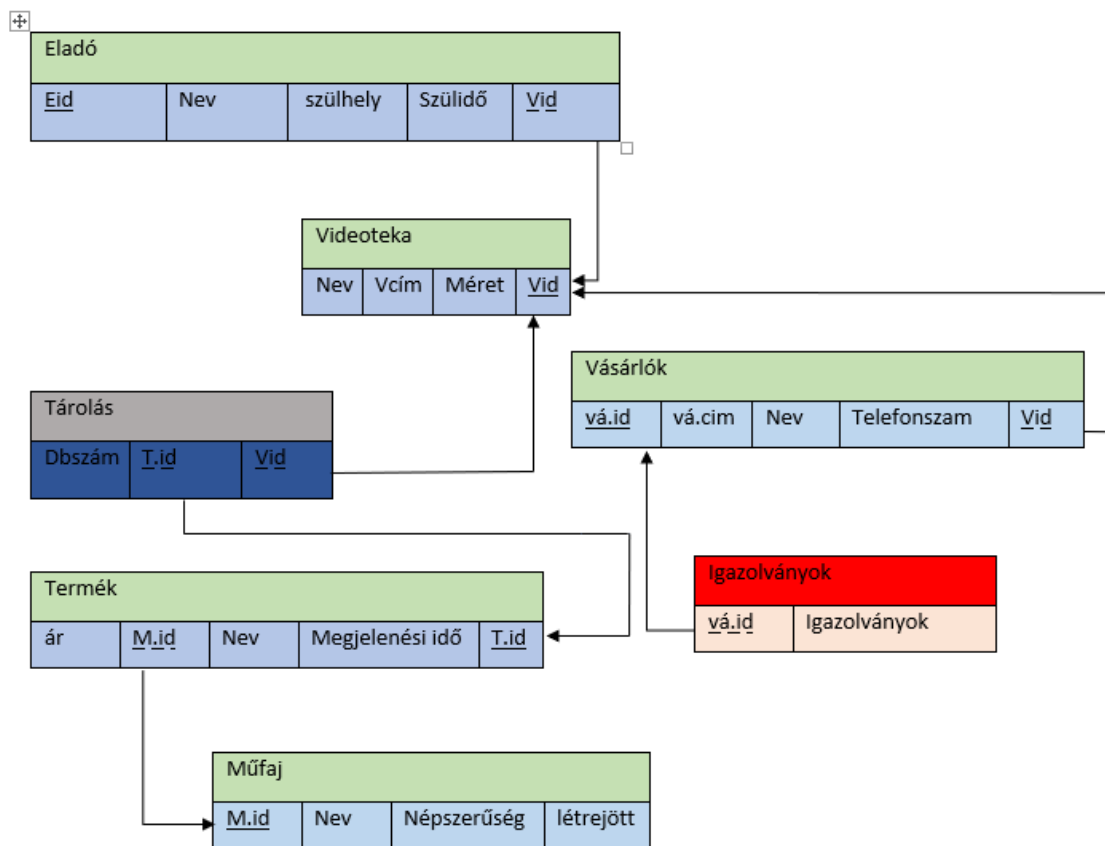 Eladó
Eid Nev szülhely Szülidő Vid
Videoteka
Nev Vcím Méret Vid
Vásárlók
vá.id vá.cim Nev Telefonszam Vid
Tárolás
Dbszám T.id Vid
Igazolványok
vá.id Igazolványok
Termék
ár M.id Nev Megjelenési idő T.id
Műfaj
M.id Nev Népszerűség létrejött